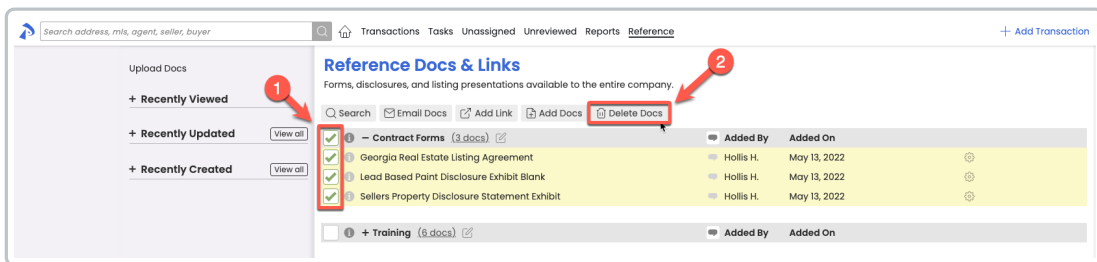 Search address, mls, agent, seller, buyer
Transactions Tasks Unassigned Unreviewed Reports Reference
+ Add Transaction
Upload Docs
+ Recently Viewed
+ Recently Updated View all
+ Recently Created View all
Reference Docs & Links
Forms, disclosures, and listing presentations available to the entire company.
1
2
Search Email Docs Add Link Add Docs Delete Docs
– Contract Forms (3 docs) Added By Added On
Georgia Real Estate Listing Agreement Hollis H. May 13, 2022
Lead Based Paint Disclosure Exhibit Blank Hollis H. May 13, 2022
Sellers Property Disclosure Statement Exhibit Hollis H. May 13, 2022
+ Training (6 docs) Added By Added On